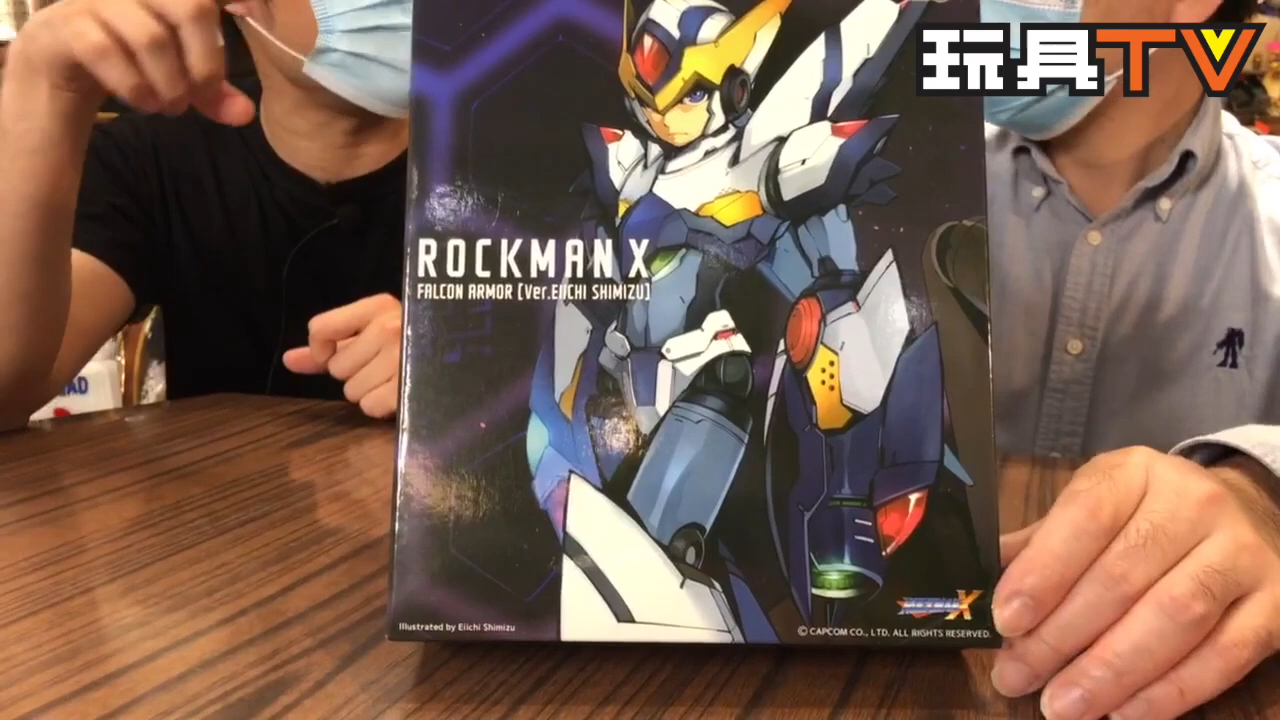 玩具TV
ROCKMAN X
FALCON ARMOR [Ver.EIICHI SHIMIZU]
Illustrated by Eiichi Shimizu
© CAPCOM CO., LTD. ALL RIGHTS RESERVED.